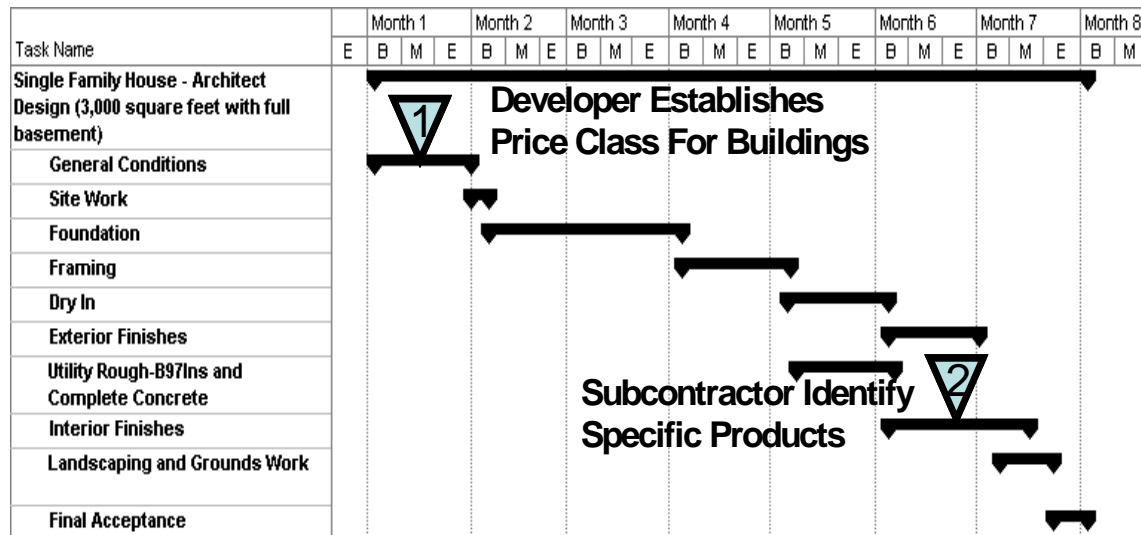 Month 1 Month 2 Month 3 Month 4 Month 5 Month 6 Month 7 Month 8
Task Name E B M E B M E B M E B M E B M E B M E B M E B M
Single Family House - Architect
Design (3,000 square feet with full
basement)
1
Developer Establishes
Price Class For Buildings
General Conditions
Site Work
Foundation
Framing
Dry In
Exterior Finishes
Utility Rough-B97Ins and
Complete Concrete
2
Subcontractor Identify
Specific Products
Interior Finishes
Landscaping and Grounds Work
Final Acceptance